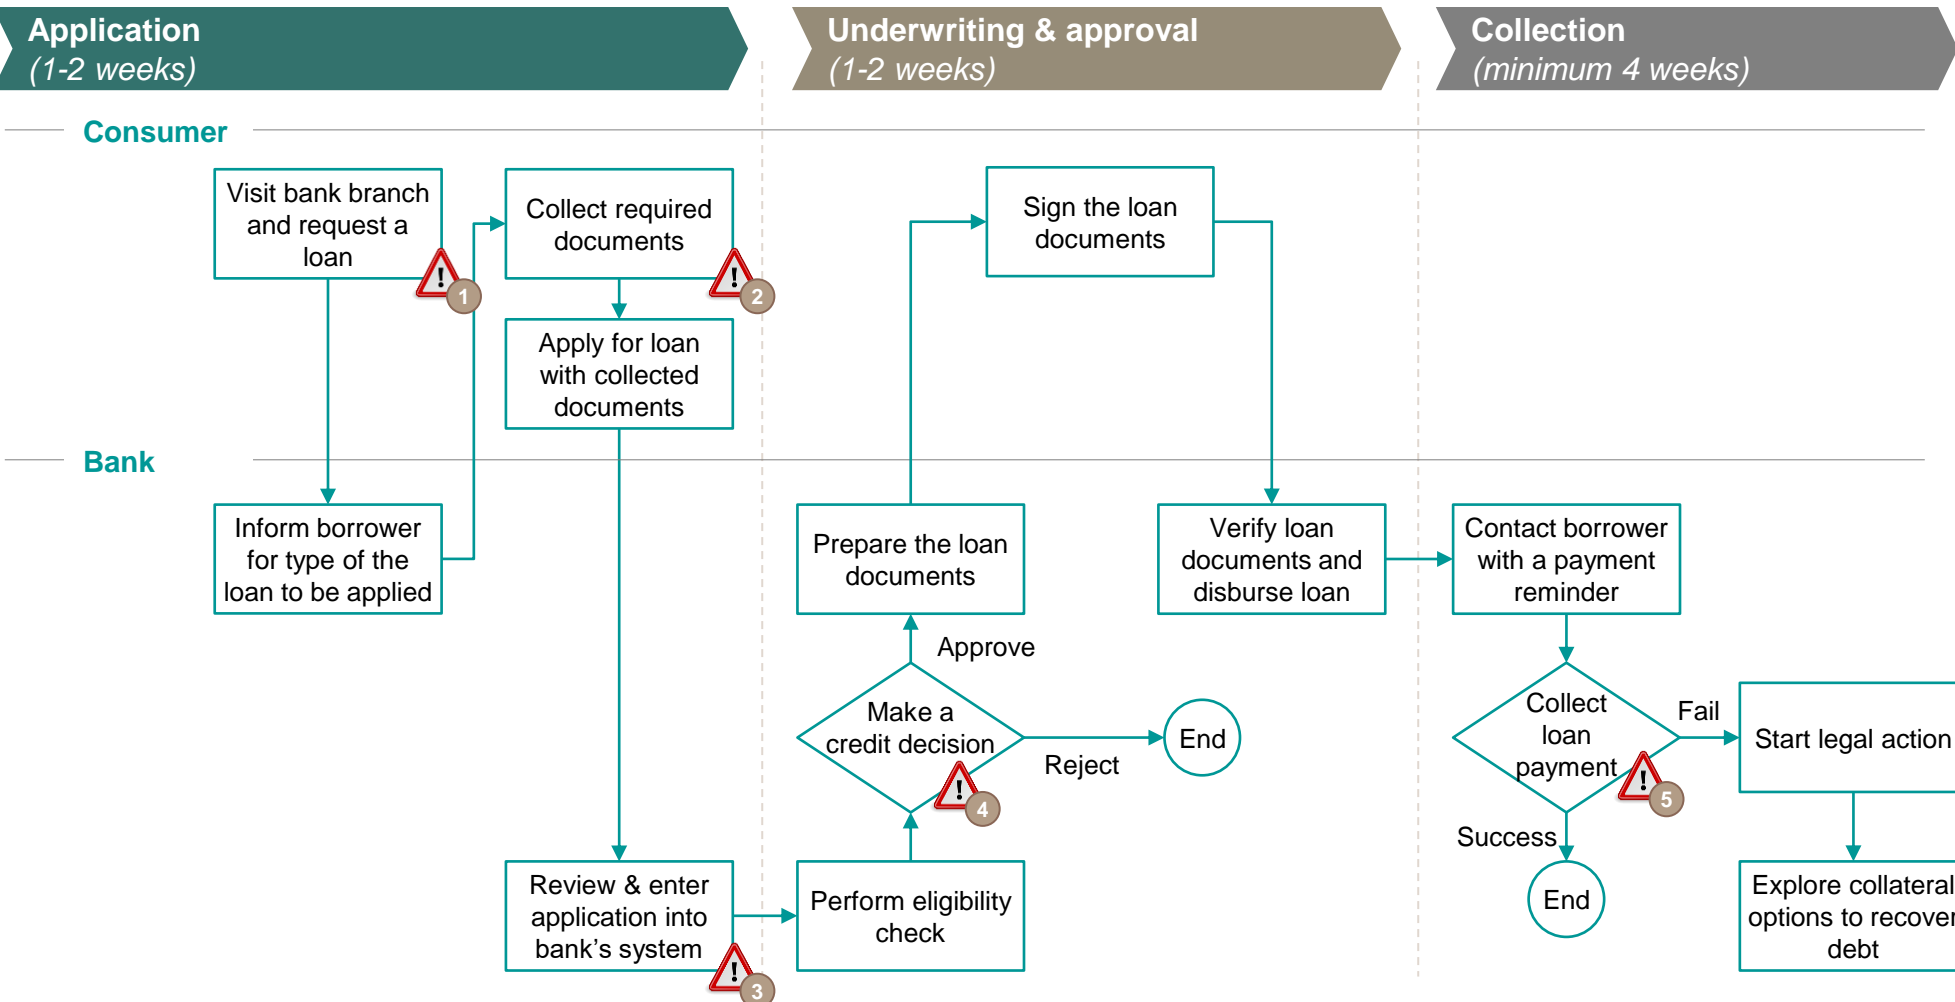 Application
(1-2 weeks)
Underwriting & approval
(1-2 weeks)
Collection
(minimum 4 weeks)
Consumer
Visit bank branch
and request a
loan
!
1
Collect required
documents
!
2
Apply for loan
with collected
documents
Sign the loan
documents
Bank
Inform borrower
for type of the
loan to be applied
Review & enter
application into
bank’s system
!
3
Perform eligibility
check
Make a
credit decision
!
4
Approve
Reject
End
Prepare the loan
documents
Verify loan
documents and
disburse loan
Contact borrower
with a payment
reminder
Collect
loan
payment
!
5
Fail
Success
End
Start legal action
Explore collateral
options to recover
debt